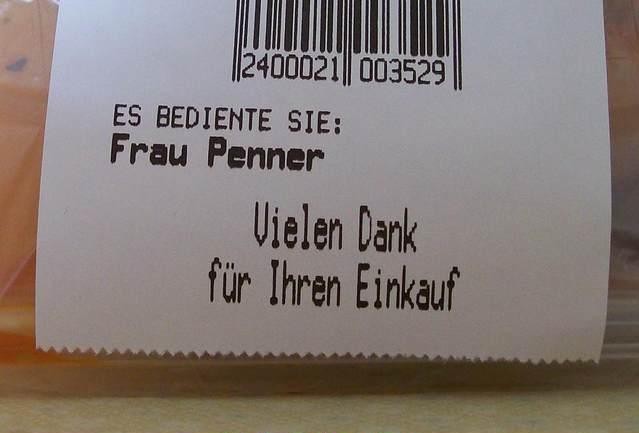 2400021 003529
ES BEDIENTE SIE:
Frau Penner
Vielen Dank
für Ihren Einkauf